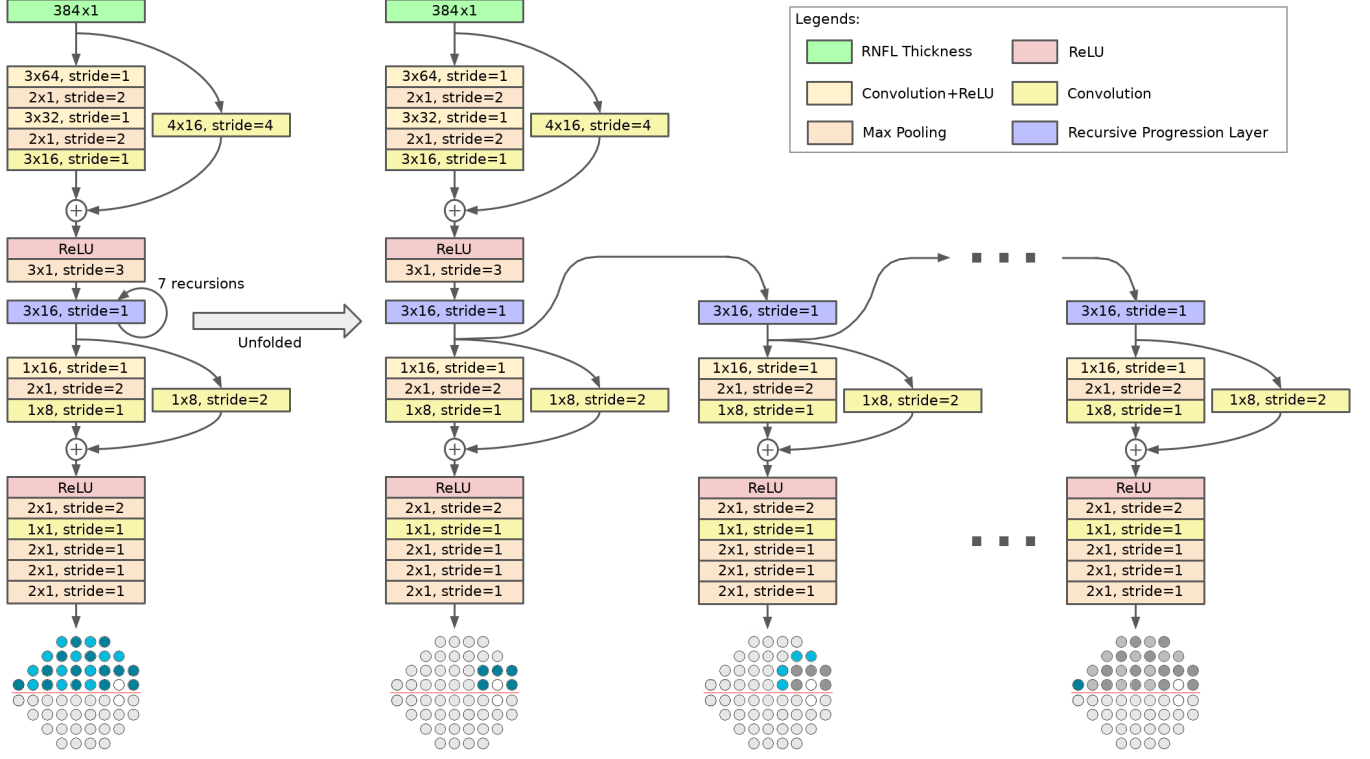 384x1
3x64, stride=1
2x1, stride=2
3x32, stride=1
2x1, stride=2
3x16, stride=1
4x16, stride=4
+
ReLU
3x1, stride=3
7 recursions
3x16, stride=1
Unfolded
1x16, stride=1
2x1, stride=2
1x8, stride=1
1x8, stride=2
+
ReLU
2x1, stride=2
1x1, stride=1
2x1, stride=1
2x1, stride=1
2x1, stride=1
384x1
3x64, stride=1
2x1, stride=2
3x32, stride=1
2x1, stride=2
3x16, stride=1
4x16, stride=4
+
ReLU
3x1, stride=3
3x16, stride=1
1x16, stride=1
2x1, stride=2
1x8, stride=1
1x8, stride=2
+
ReLU
2x1, stride=2
1x1, stride=1
2x1, stride=1
2x1, stride=1
2x1, stride=1
3x16, stride=1
1x16, stride=1
2x1, stride=2
1x8, stride=1
1x8, stride=2
+
ReLU
2x1, stride=2
1x1, stride=1
2x1, stride=1
2x1, stride=1
2x1, stride=1
3x16, stride=1
1x16, stride=1
2x1, stride=2
1x8, stride=1
1x8, stride=2
+
ReLU
2x1, stride=2
1x1, stride=1
2x1, stride=1
2x1, stride=1
2x1, stride=1
Legends:
RNFL Thickness
ReLU
Convolution+ReLU
Convolution
Max Pooling
Recursive Progression Layer